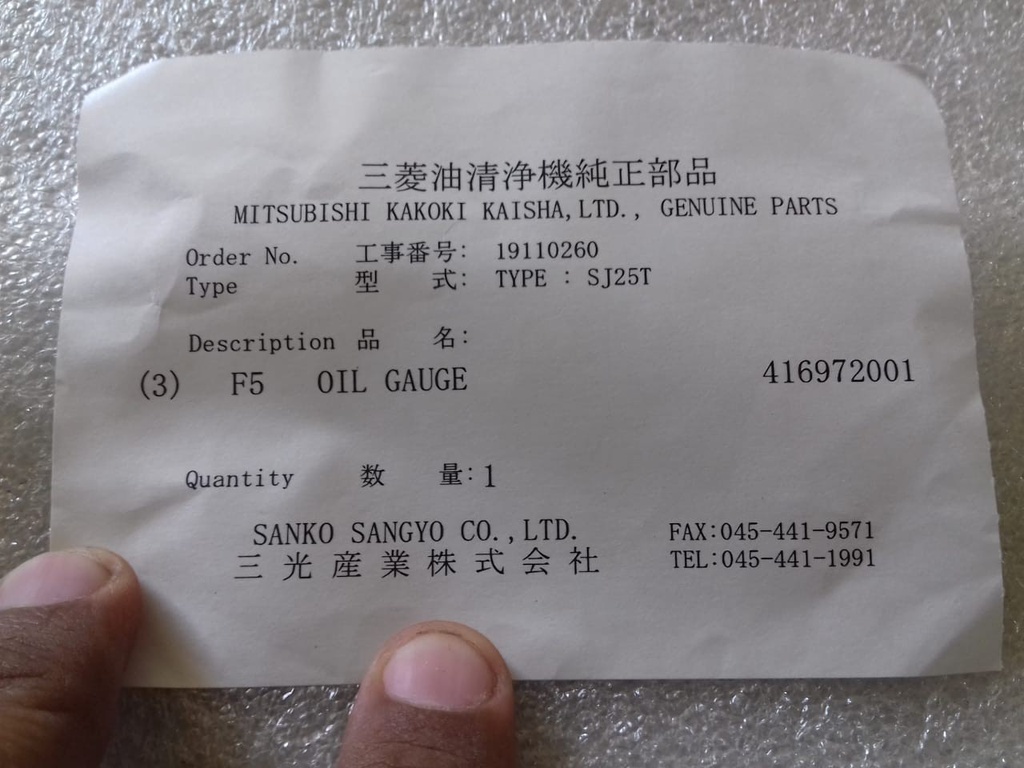 三菱油清浄機純正部品
MITSUBISHI KAKOKI KAISHA,LTD., GENUINE PARTS
Order No. 工事番号: 19110260
Type 型 式: TYPE : SJ25T
Description 品 名:
(3) F5 OIL GAUGE 416972001
Quantity 数 量: 1
SANKO SANGYO CO.,LTD. FAX:045-441-9571
三光産業株式会社 TEL:045-441-1991